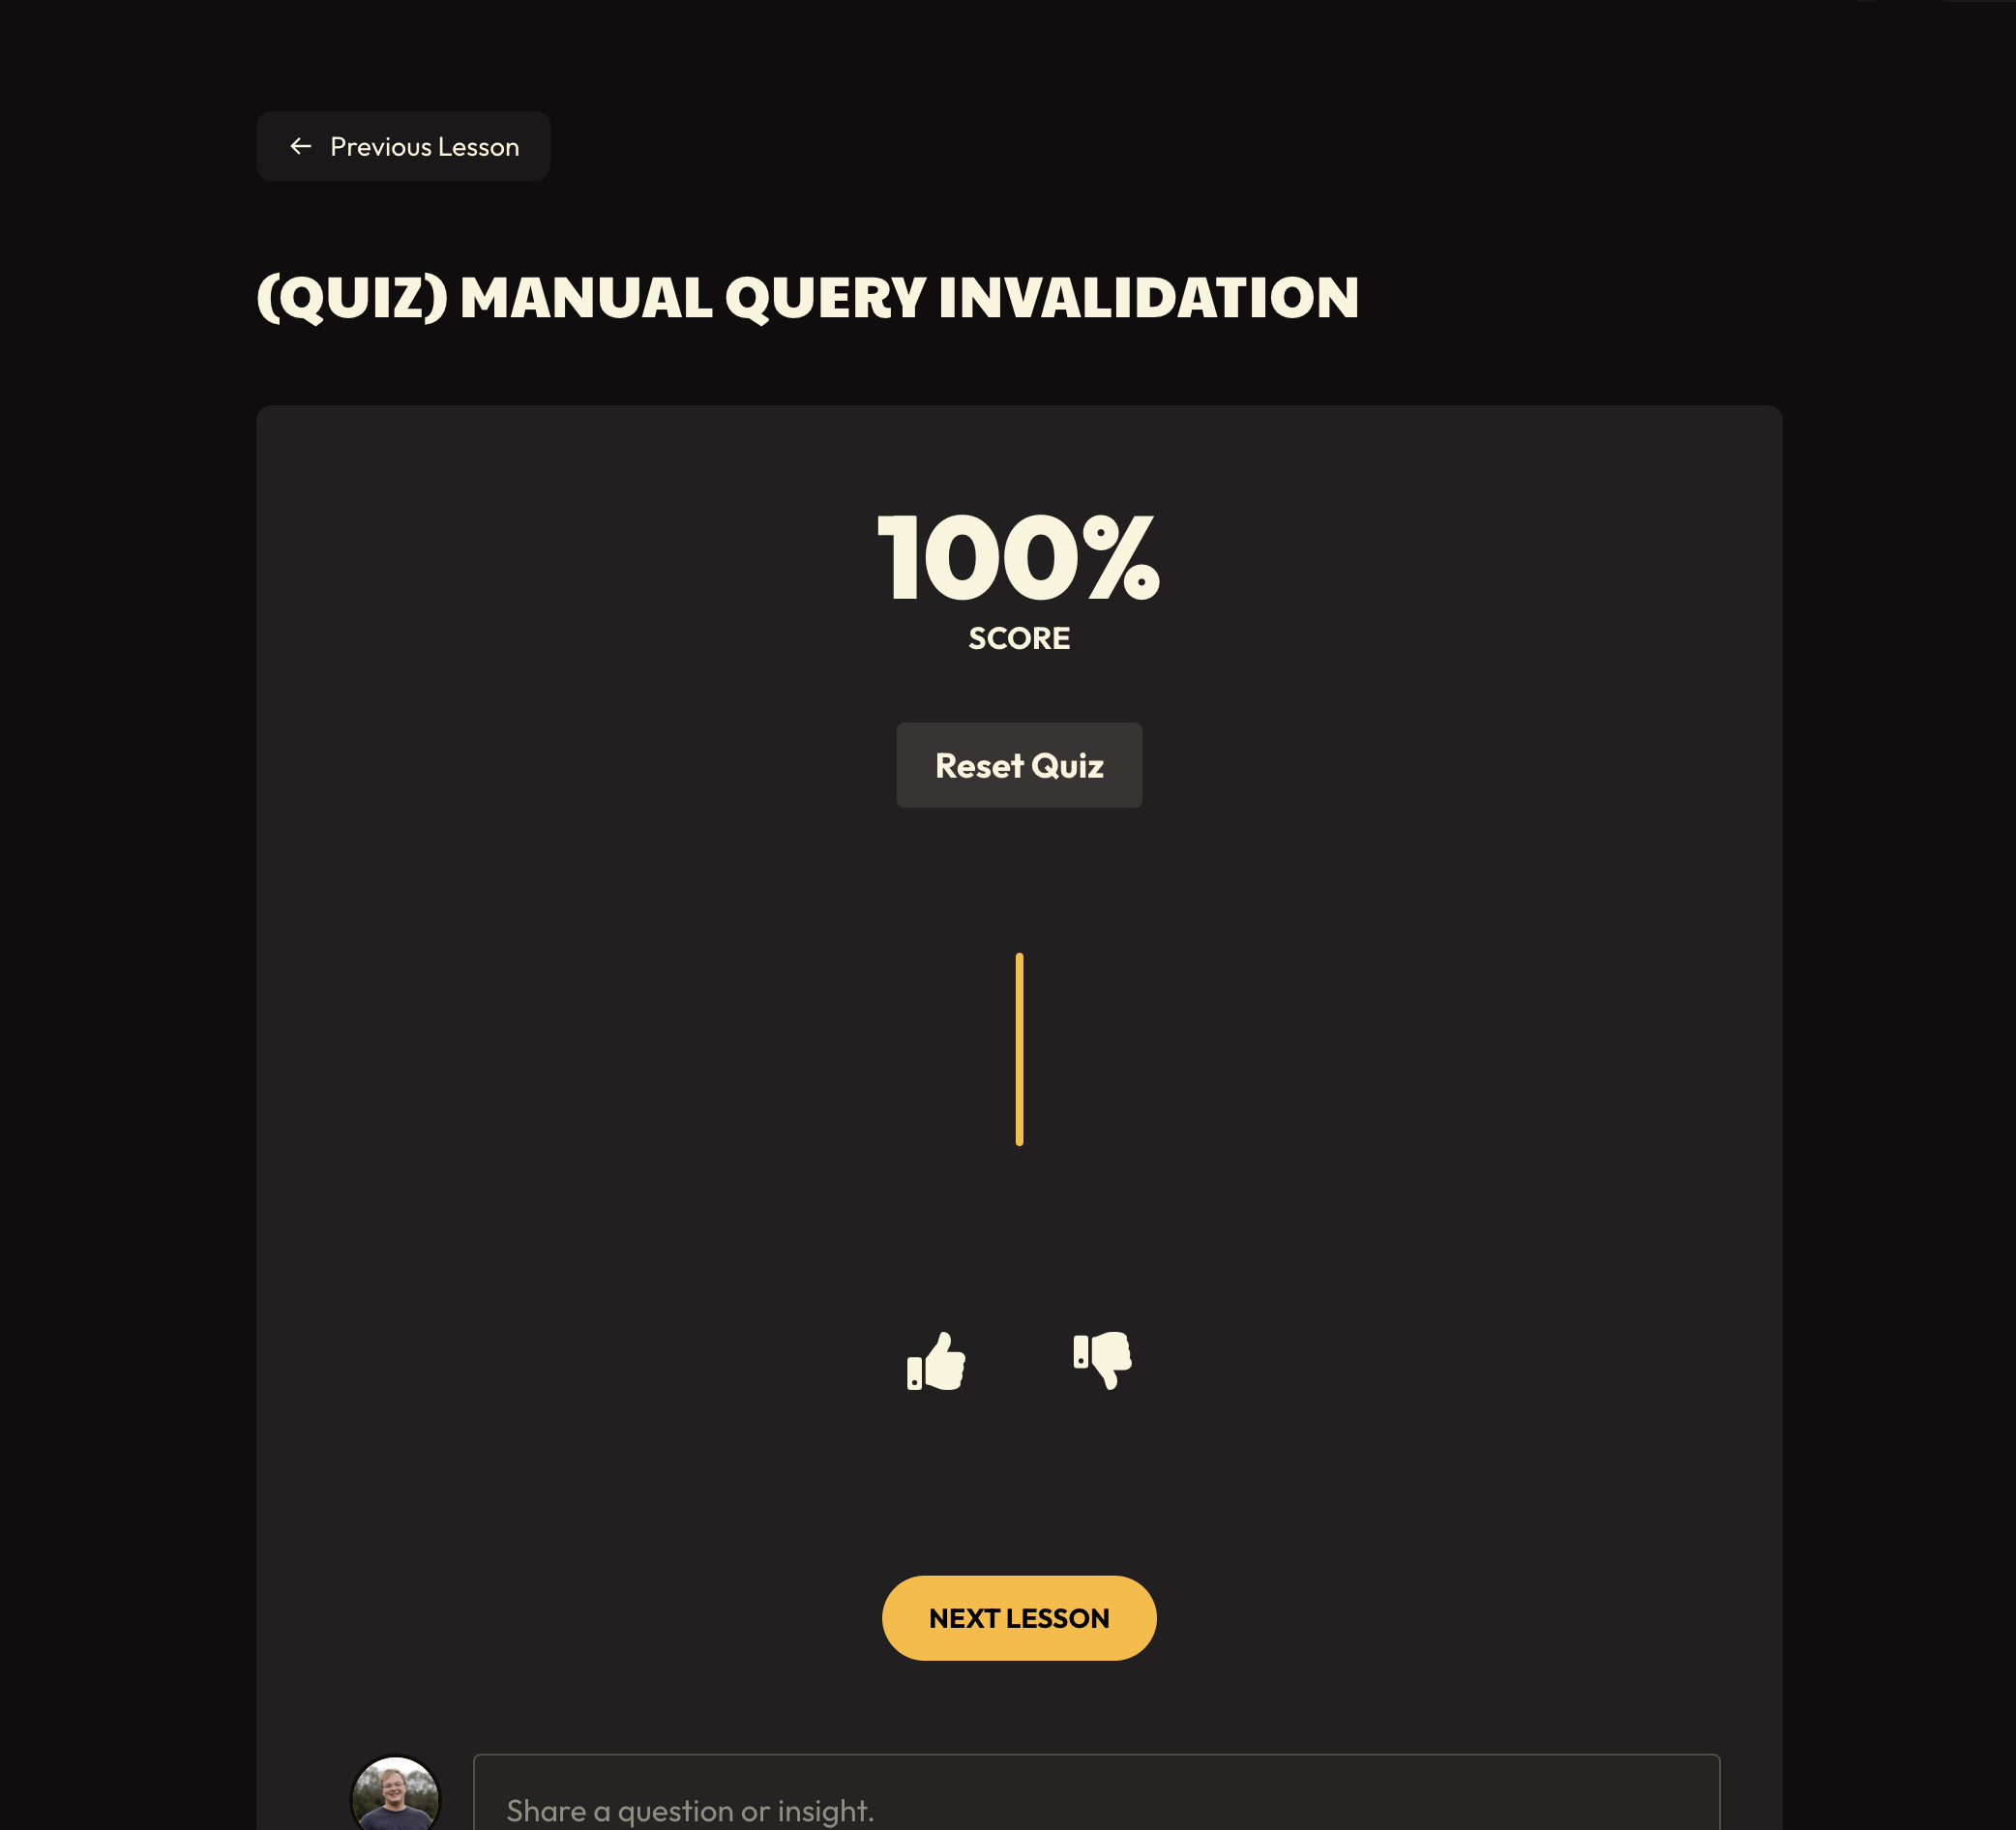 Previous Lesson
(QUIZ) MANUAL QUERY INVALIDATION
100%
SCORE
Reset Quiz
NEXT LESSON
Share a question or insight.